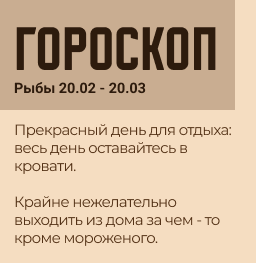 ГОРОСКОП
Рыбы 20.02 - 20.03
Прекрасный день для отдыха:
весь день оставайтесь в
кровати.
Крайне нежелательно
выходить из дома за чем - то
кроме мороженого.